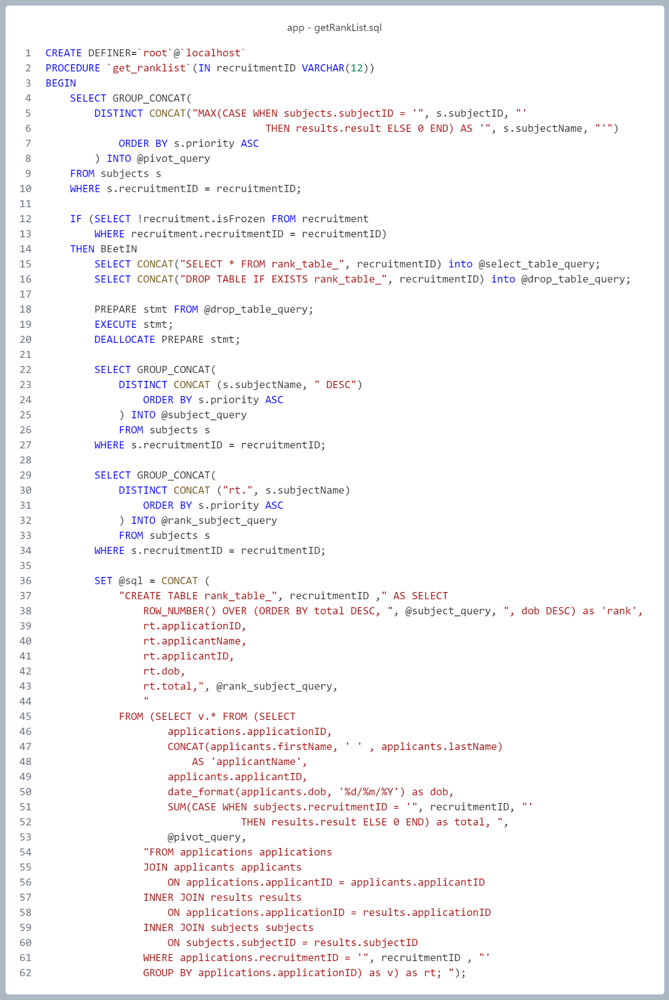 app - getRankList.sql
1 CREATE DEFINER=`root`@`localhost`
2 PROCEDURE `get_ranklist`(IN recruitmentID VARCHAR(12))
3 BEGIN
4     SELECT GROUP_CONCAT(
5         DISTINCT CONCAT("MAX(CASE WHEN subjects.subjectID = '", s.subjectID, "'
6                                     THEN results.result ELSE 0 END) AS '", s.subjectName, "'")
7             ORDER BY s.priority ASC
8         ) INTO @pivot_query
9     FROM subjects s
10     WHERE s.recruitmentID = recruitmentID;
11
12     IF (SELECT !recruitment.isFrozen FROM recruitment
13         WHERE recruitment.recruitmentID = recruitmentID)
14     THEN BEetIN
15         SELECT CONCAT("SELECT * FROM rank_table_", recruitmentID) into @select_table_query;
16         SELECT CONCAT("DROP TABLE IF EXISTS rank_table_", recruitmentID) into @drop_table_query;
17
18         PREPARE stmt FROM @drop_table_query;
19         EXECUTE stmt;
20         DEALLOCATE PREPARE stmt;
21
22         SELECT GROUP_CONCAT(
23             DISTINCT CONCAT (s.subjectName, " DESC")
24                 ORDER BY s.priority ASC
25             ) INTO @subject_query
26             FROM subjects s
27         WHERE s.recruitmentID = recruitmentID;
28
29         SELECT GROUP_CONCAT(
30             DISTINCT CONCAT ("rt.", s.subjectName)
31                 ORDER BY s.priority ASC
32             ) INTO @rank_subject_query
33             FROM subjects s
34         WHERE s.recruitmentID = recruitmentID;
35
36         SET @sql = CONCAT (
37             "CREATE TABLE rank_table_", recruitmentID ," AS SELECT
38                 ROW_NUMBER() OVER (ORDER BY total DESC, ", @subject_query, ", dob DESC) as 'rank',
39                 rt.applicationID,
40                 rt.applicantName,
41                 rt.applicantID,
42                 rt.dob,
43                 rt.total,", @rank_subject_query,
44                 "
45             FROM (SELECT v.* FROM (SELECT
46                     applications.applicationID,
47                     CONCAT(applicants.firstName, ' ' , applicants.lastName)
48                         AS 'applicantName',
49                     applicants.applicantID,
50                     date_format(applicants.dob, '%d/%m/%Y') as dob,
51                     SUM(CASE WHEN subjects.recruitmentID = '", recruitmentID, "'
52                                 THEN results.result ELSE 0 END) as total, ",
53                     @pivot_query,
54                 "FROM applications applications
55                 JOIN applicants applicants
56                     ON applications.applicantID = applicants.applicantID
57                 INNER JOIN results results
58                     ON applications.applicationID = results.applicationID
59                 INNER JOIN subjects subjects
60                     ON subjects.subjectID = results.subjectID
61                 WHERE applications.recruitmentID = '", recruitmentID , "'
62                 GROUP BY applications.applicationID) as v) as rt; ");